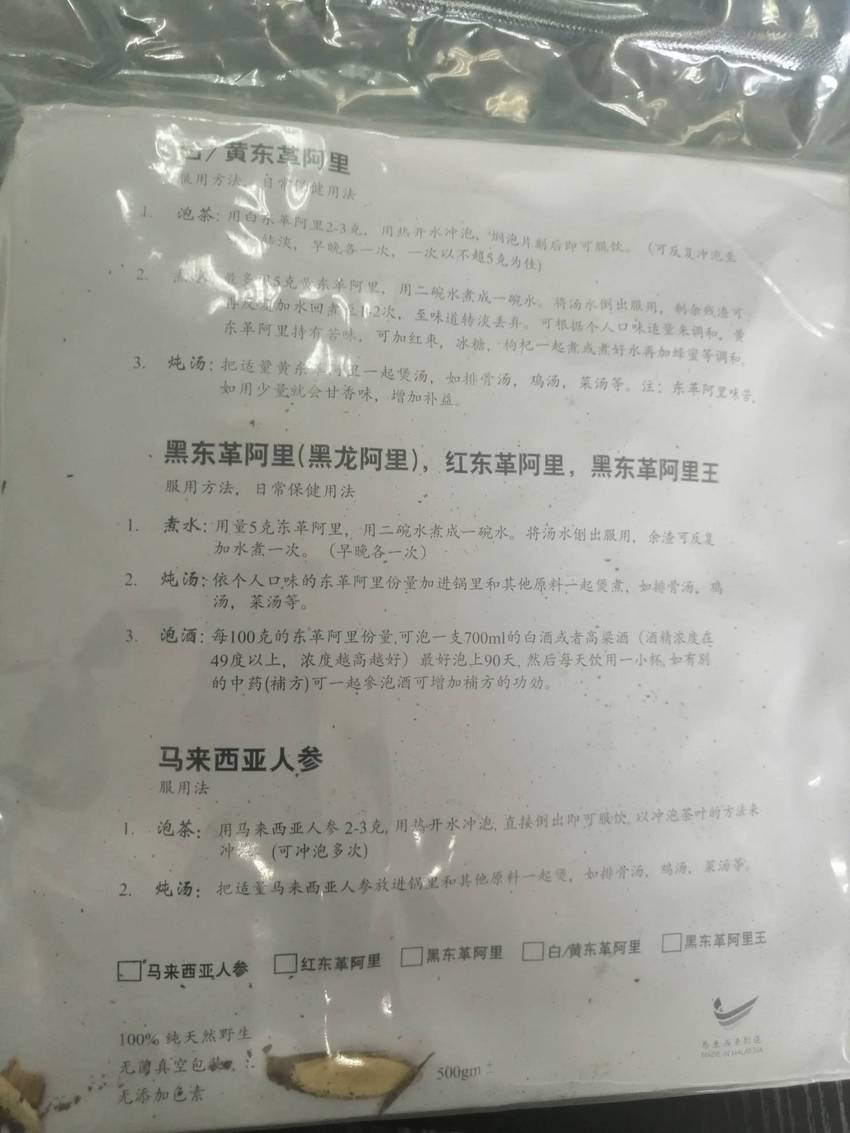 白/黄东革阿里
服用方法，日常保健用法
1. 泡茶：用白东革阿里2-3克，用热开水冲泡，焖泡片刻后即可服饮。（可反复冲泡至
转淡，早晚各一次，一次以不超5克为佳)
2. 煮水：最多用5克黄东革阿里，用二碗水煮成一碗水。将汤水倒出服用，剩余残渣可
再反复加水回煮至1-2次，至味道转淡丢弃。可根据个人口味适量来调和，黄
东革阿里持有苦味，可加红枣，冰糖，枸杞一起煮或煮好水再加蜂蜜等调和。
3. 炖汤：把适量黄东革阿里一起煲汤，如排骨汤，鸡汤，菜汤等。注：东革阿里味苦，
如用少量就会甘香味，增加补益。
黑东革阿里(黑龙阿里)，红东革阿里，黑东革阿里王
服用方法，日常保健用法
1. 煮水：用量5克东革阿里，用二碗水煮成一碗水。将汤水倒出服用，余渣可反复
加水煮一次。（早晚各一次）
2. 炖汤：依个人口味的东革阿里份量加进锅里和其他原料一起煲煮，如排骨汤，鸡
汤，菜汤等。
3. 泡酒：每100克的东革阿里份量,可泡一支700ml的白酒或者高梁酒（酒精浓度在
49度以上，浓度越高越好）最好泡上90天,然后每天饮用一小杯,如有别
的中药(補方)可一起參泡酒可增加補方的功効。
马来西亚人参
服用法
1. 泡茶：用马来西亚人参 2-3克,用热开水冲泡,直接倒出即可服饮,以冲泡茶叶的方法来
冲 (可冲泡多次)
2. 炖汤：把适量马来西亚人参放进锅里和其他原料一起煲，如排骨汤，鸡汤，菜汤等。
马来西亚人参 红东革阿里 黑东革阿里 白/黄东革阿里 黑东革阿里王
100% 纯天然野生
无菌真空包装
无添加色素
500gm ±
马来西亚制造
MADE IN MALAYSIA